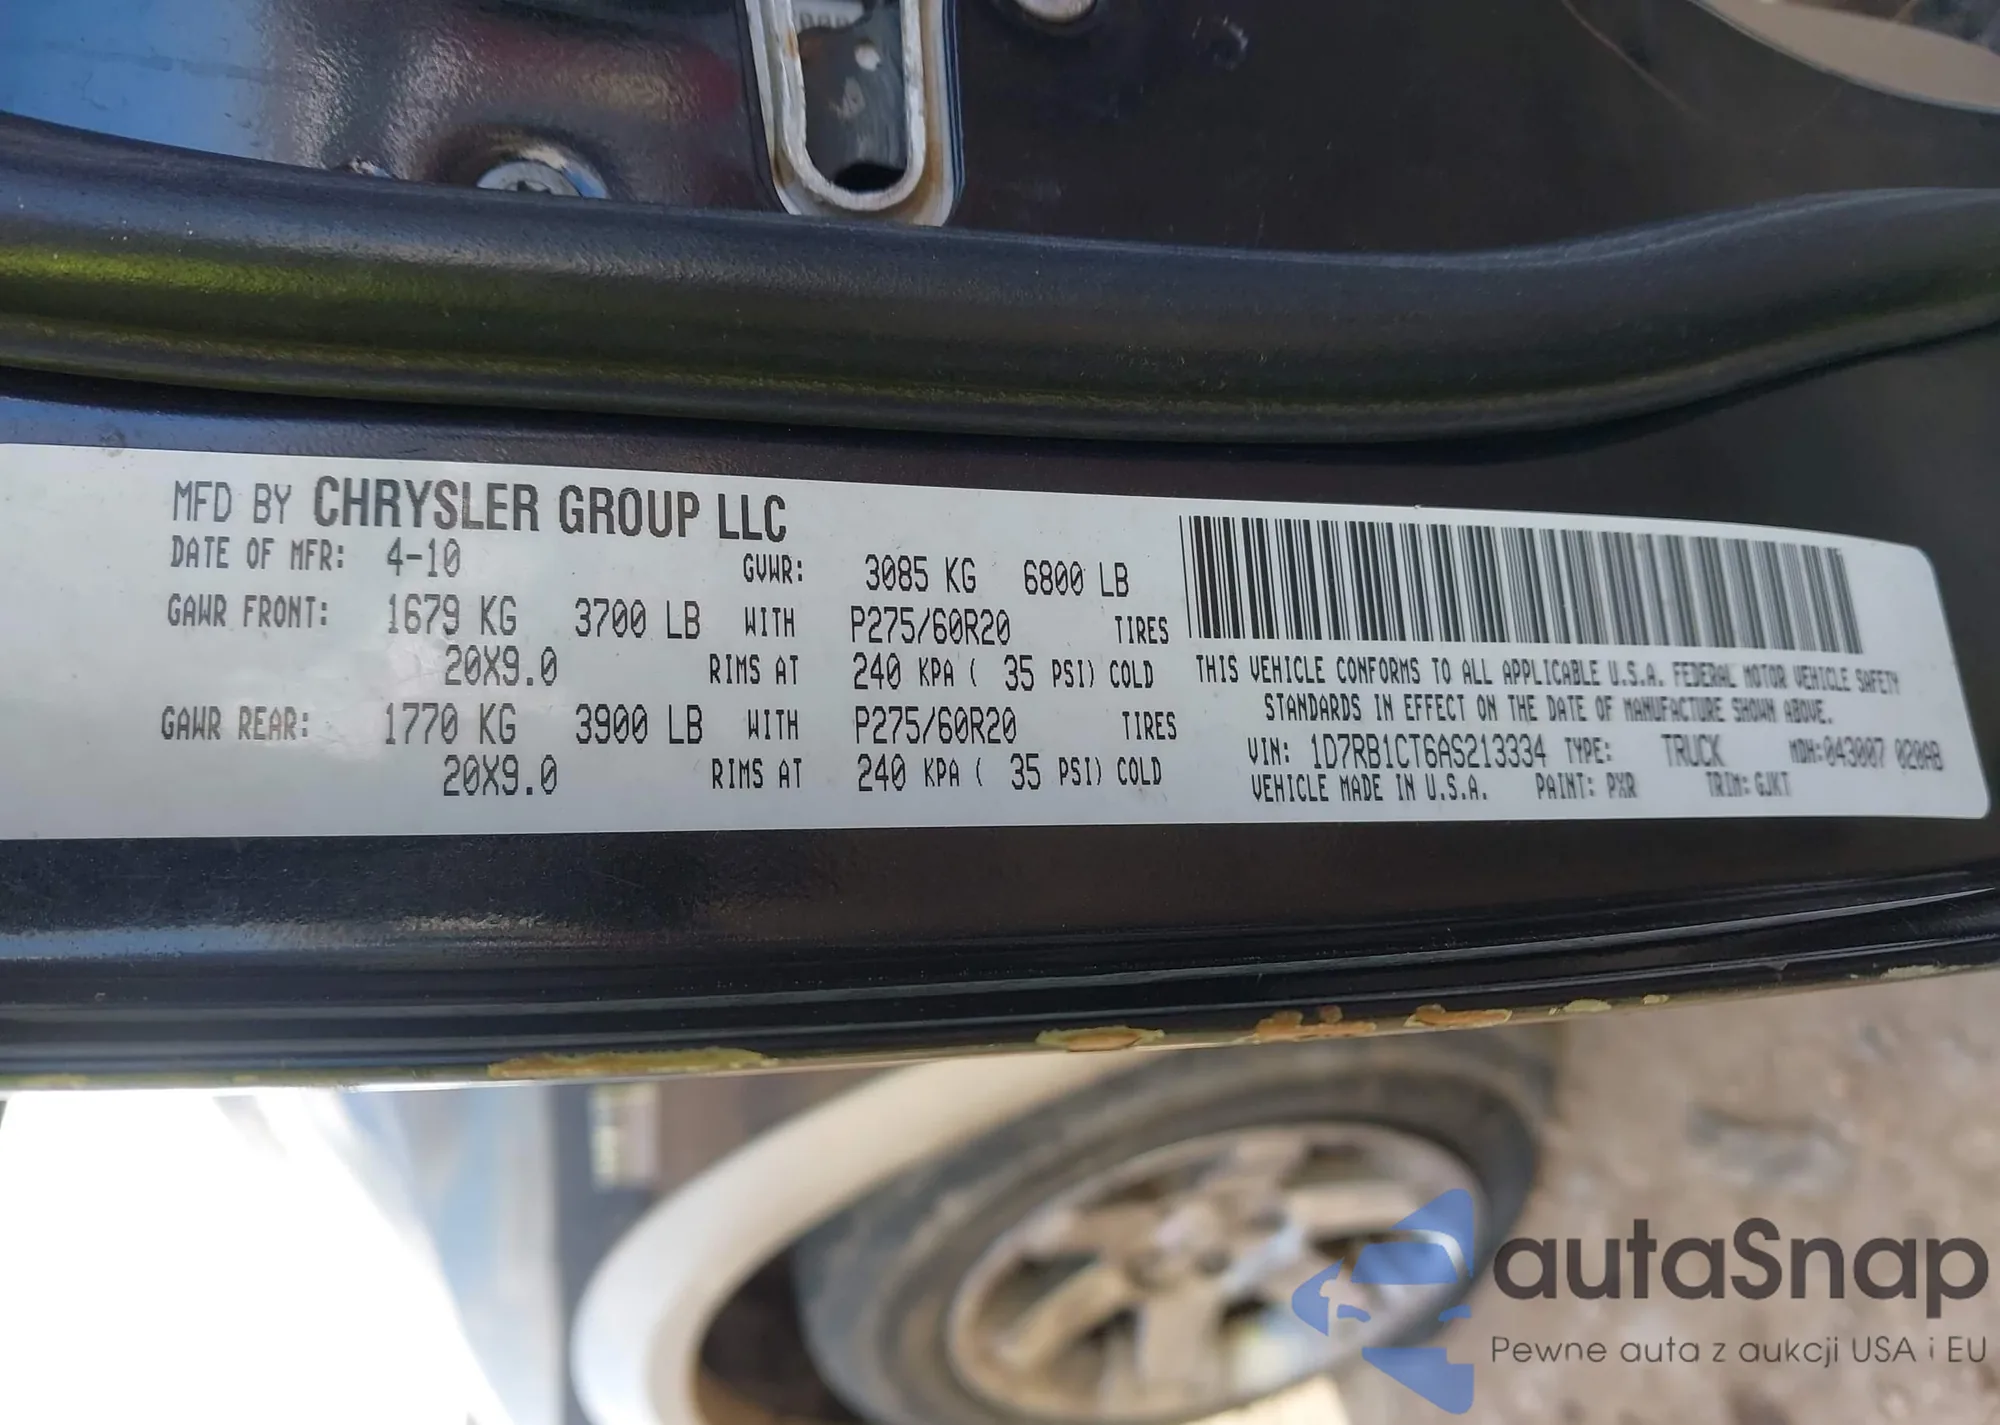 MFD BY CHRYSLER GROUP LLC
DATE OF MFR: 4-10 GVWR: 3085 KG 6800 LB
GAWR FRONT: 1679 KG 3700 LB WITH P275/60R20 TIRES
20X9.0 RIMS AT 240 KPA ( 35 PSI) COLD
GAWR REAR: 1770 KG 3900 LB WITH P275/60R20 TIRES
20X9.0 RIMS AT 240 KPA ( 35 PSI) COLD
THIS VEHICLE CONFORMS TO ALL APPLICABLE U.S.A. FEDERAL MOTOR VEHICLE SAFETY
STANDARDS IN EFFECT ON THE DATE OF MANUFACTURE SHOWN ABOVE.
VIN: 1D7RB1CT6AS213334 TYPE: TRUCK MDH:043007 020AB
VEHICLE MADE IN U.S.A. PAINT: PXR TRIM: GJKT
autaSnap
Pewne auta z aukcji USA i EU